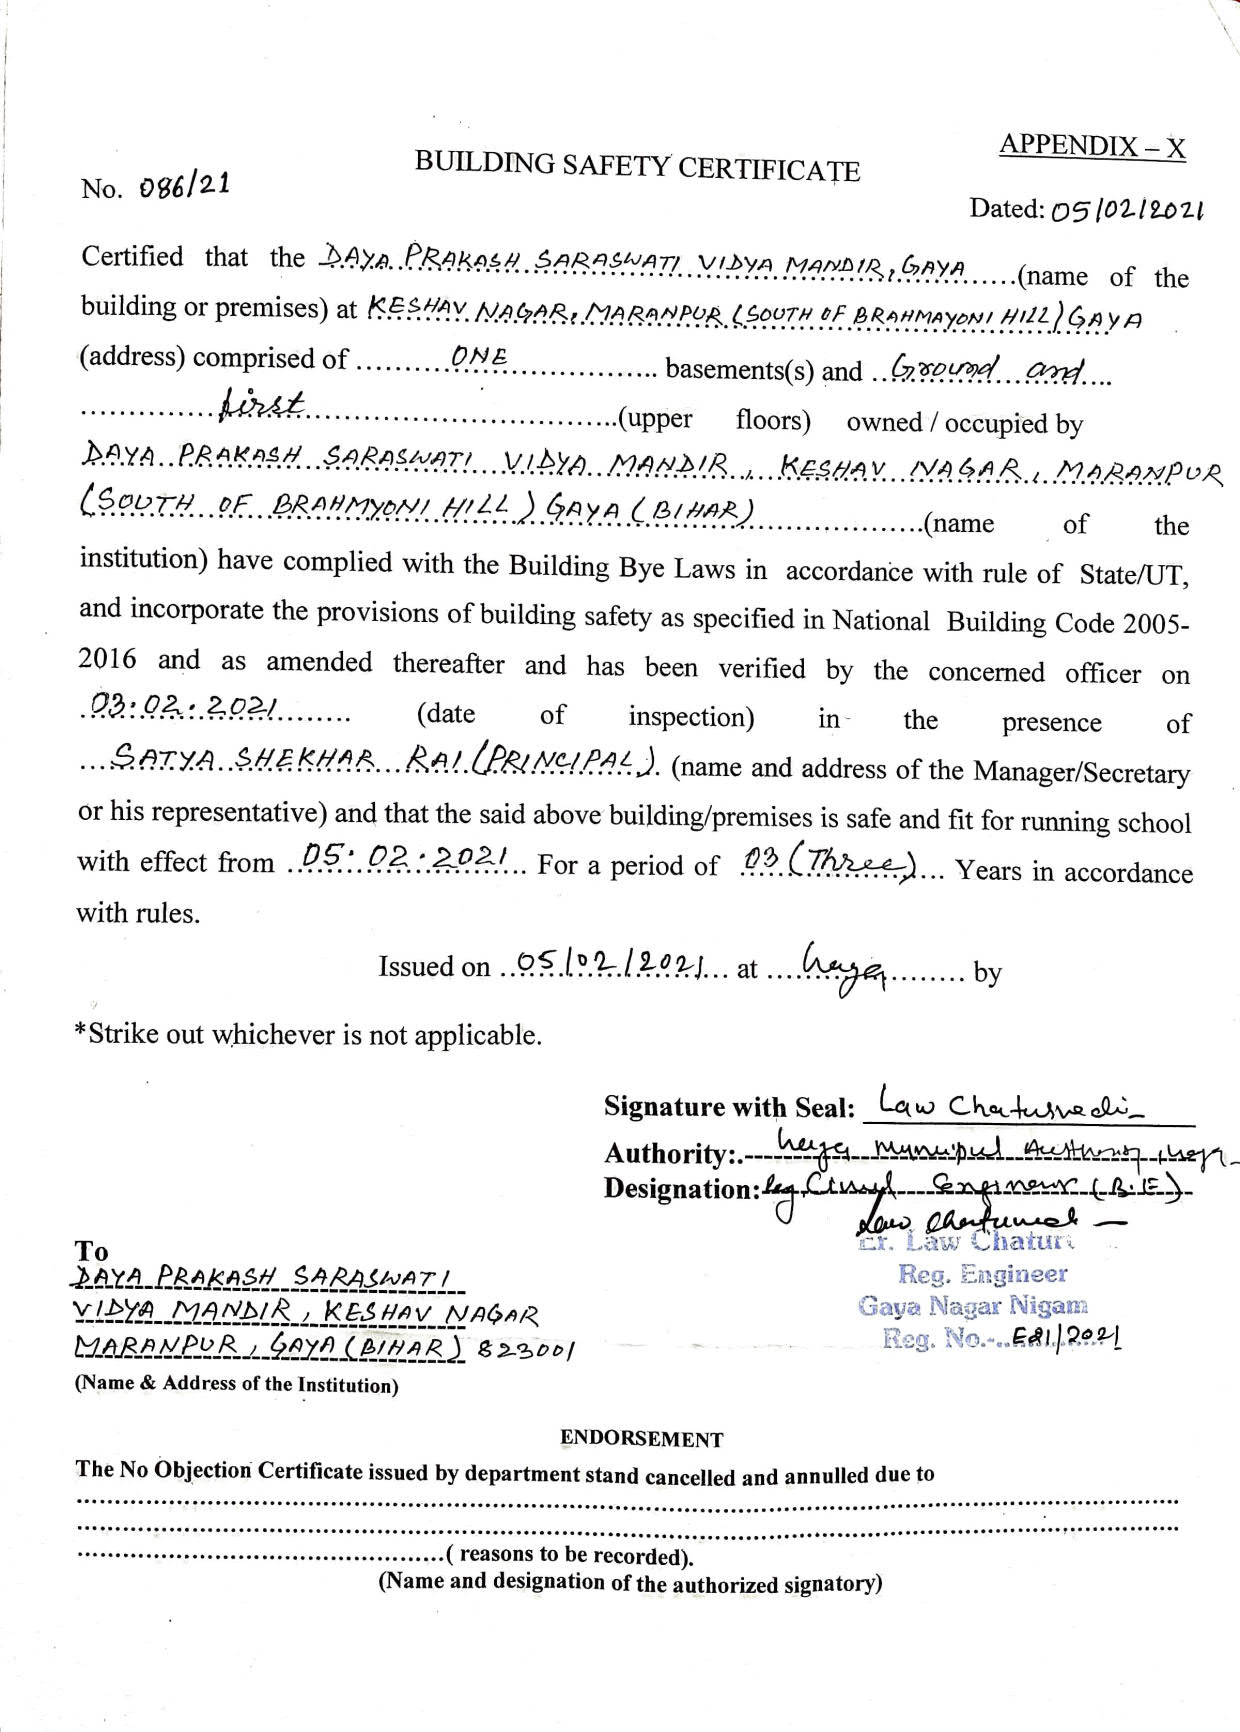 APPENDIX – X
BUILDING SAFETY CERTIFICATE
No. 086/21
Dated: 05/02/2021
Certified that the DAYA PRAKASH SARASWATI VIDYA MANDIR, GAYA......(name of the
building or premises) at KESHAV NAGAR, MARANPUR (SOUTH OF BRAHMAYONI HILL) GAYA
(address) comprised of ..........ONE................... basements(s) and ..Ground and....
..............first.......................................(upper floors) owned / occupied by
DAYA PRAKASH SARASWATI VIDYA MANDIR, KESHAV NAGAR, MARANPUR
(SOUTH OF BRAHMYONI HILL) GAYA (BIHAR)....................(name of the
institution) have complied with the Building Bye Laws in accordance with rule of State/UT,
and incorporate the provisions of building safety as specified in National Building Code 2005-
2016 and as amended thereafter and has been verified by the concerned officer on
.03:02.2021......... (date of inspection) in the presence of
...SATYA SHEKHAR RAI (PRINCIPAL). (name and address of the Manager/Secretary
or his representative) and that the said above building/premises is safe and fit for running school
with effect from ..05:02.2021... For a period of 03 (Three)... Years in accordance
with rules.
Issued on ..05/02/2021... at ....Gaya......... by
*Strike out whichever is not applicable.
Signature with Seal: Law Chaturvedi
Authority:.----Gaya Municipal
Designation: Engineer (B.E)
Er. Law Chatur
Reg. Engineer
Gaya Nagar Nigam
Reg. No.-..E81/2021
To
DAYA PRAKASH SARASWATI
VIDYA MANDIR, KESHAV NAGAR
MARANPUR, GAYA (BIHAR) 823001
(Name & Address of the Institution)
ENDORSEMENT
The No Objection Certificate issued by department stand cancelled and annulled due to
.............................................( reasons to be recorded).
(Name and designation of the authorized signatory)